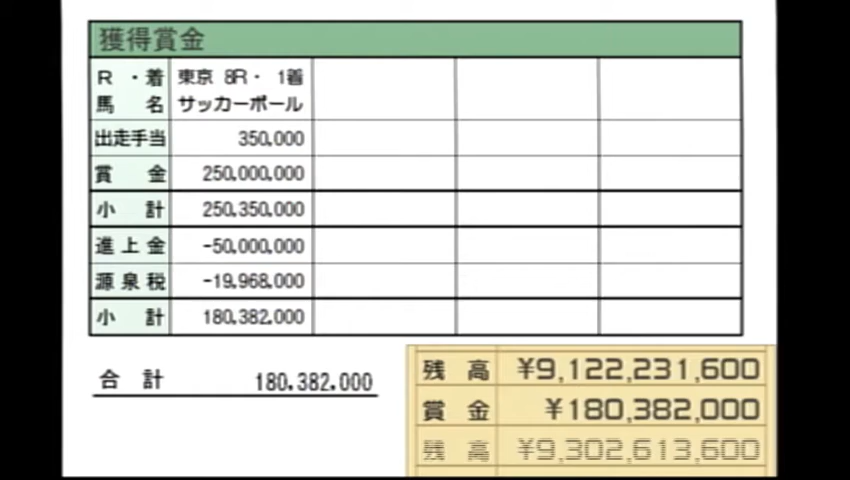 獲得賞金
R ・着 東京 8R・ 1着
馬 名 サッカーボール
出走手当 350,000
賞 金 250,000,000
小 計 250,350,000
進上金 -50,000,000
源泉税 -19,968,000
小 計 180,382,000
合 計 180,382,000
残 高 ¥9,122,231,600
賞 金 ¥180,382,000
残 高 ¥9,302,613,600